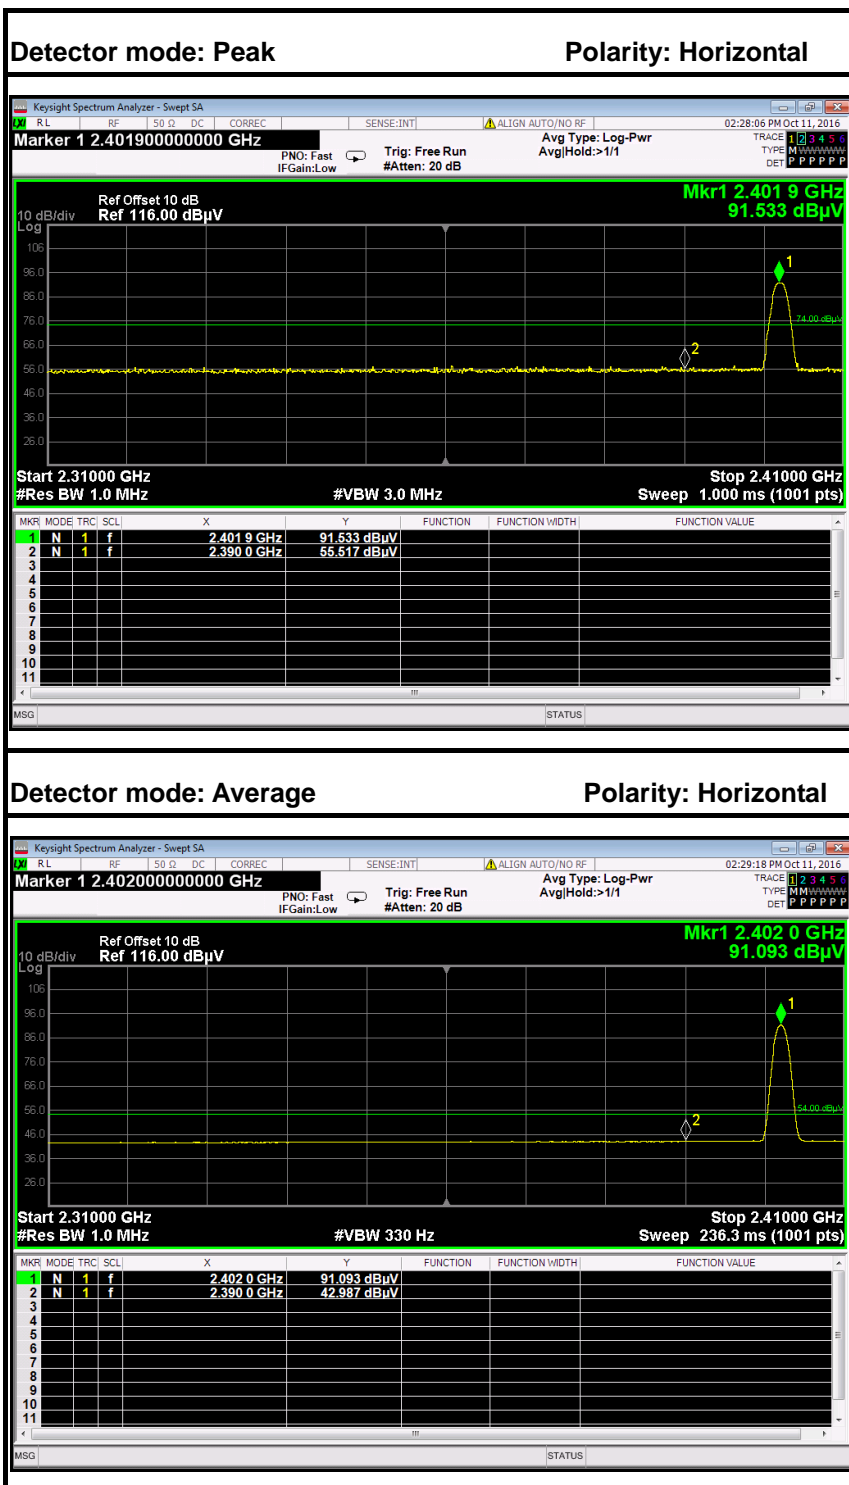 Detector mode: Peak Polarity: Horizontal
Keysight Spectrum Analyzer - Swept SA
LXI RL RF 50 Ω DC CORREC SENSE:INT ALIGN AUTO/NO RF 02:28:06 PM Oct 11, 2016
Marker 1 2.401900000000 GHz
PNO: Fast
IFGain:Low
Trig: Free Run
#Atten: 20 dB
Avg Type: Log-Pwr
Avg|Hold:>1/1
TRACE 1 2 3 4 5 6
TYPE M WWWWW
DET P P P P P P
Mkr1 2.401 9 GHz
91.533 dBµV
Ref Offset 10 dB
10 dB/div Ref 116.00 dBµV
Log
106
96.0
1
86.0
76.0
74.00 dBµV
66.0
2
56.0
46.0
36.0
26.0
Start 2.31000 GHz Stop 2.41000 GHz
#Res BW 1.0 MHz #VBW 3.0 MHz Sweep 1.000 ms (1001 pts)
MKR MODE TRC SCL X Y FUNCTION FUNCTION WIDTH FUNCTION VALUE
1 N 1 f 2.401 9 GHz 91.533 dBµV
2 N 1 f 2.390 0 GHz 55.517 dBµV
3
4
5
6
7
8
9
10
11
MSG STATUS
Detector mode: Average Polarity: Horizontal
Keysight Spectrum Analyzer - Swept SA
LXI RL RF 50 Ω DC CORREC SENSE:INT ALIGN AUTO/NO RF 02:29:18 PM Oct 11, 2016
Marker 1 2.402000000000 GHz
PNO: Fast
IFGain:Low
Trig: Free Run
#Atten: 20 dB
Avg Type: Log-Pwr
Avg|Hold:>1/1
TRACE 1 2 3 4 5 6
TYPE M M WWWW
DET P P P P P P
Mkr1 2.402 0 GHz
91.093 dBµV
Ref Offset 10 dB
10 dB/div Ref 116.00 dBµV
Log
106
96.0
1
86.0
76.0
66.0
56.0
54.00 dBµV
46.0
2
36.0
26.0
Start 2.31000 GHz Stop 2.41000 GHz
#Res BW 1.0 MHz #VBW 330 Hz Sweep 236.3 ms (1001 pts)
MKR MODE TRC SCL X Y FUNCTION FUNCTION WIDTH FUNCTION VALUE
1 N 1 f 2.402 0 GHz 91.093 dBµV
2 N 1 f 2.390 0 GHz 42.987 dBµV
3
4
5
6
7
8
9
10
11
MSG STATUS